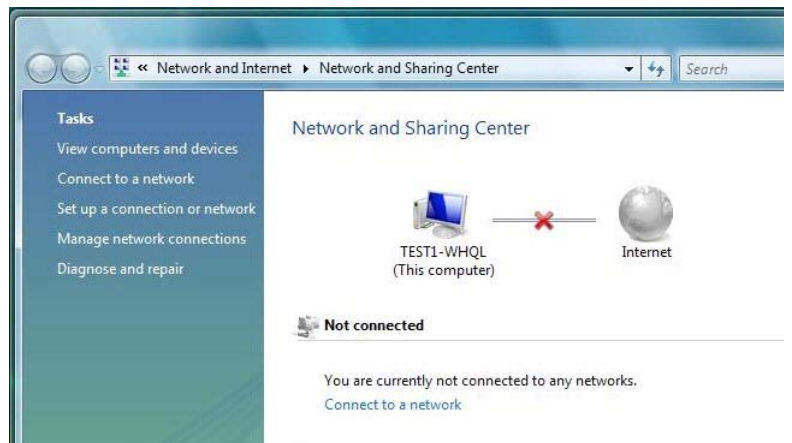 « Network and Internet ▸ Network and Sharing Center
Search
Tasks
View computers and devices
Connect to a network
Set up a connection or network
Manage network connections
Diagnose and repair
Network and Sharing Center
TEST1-WHQL
(This computer)
Internet
Not connected
You are currently not connected to any networks.
Connect to a network